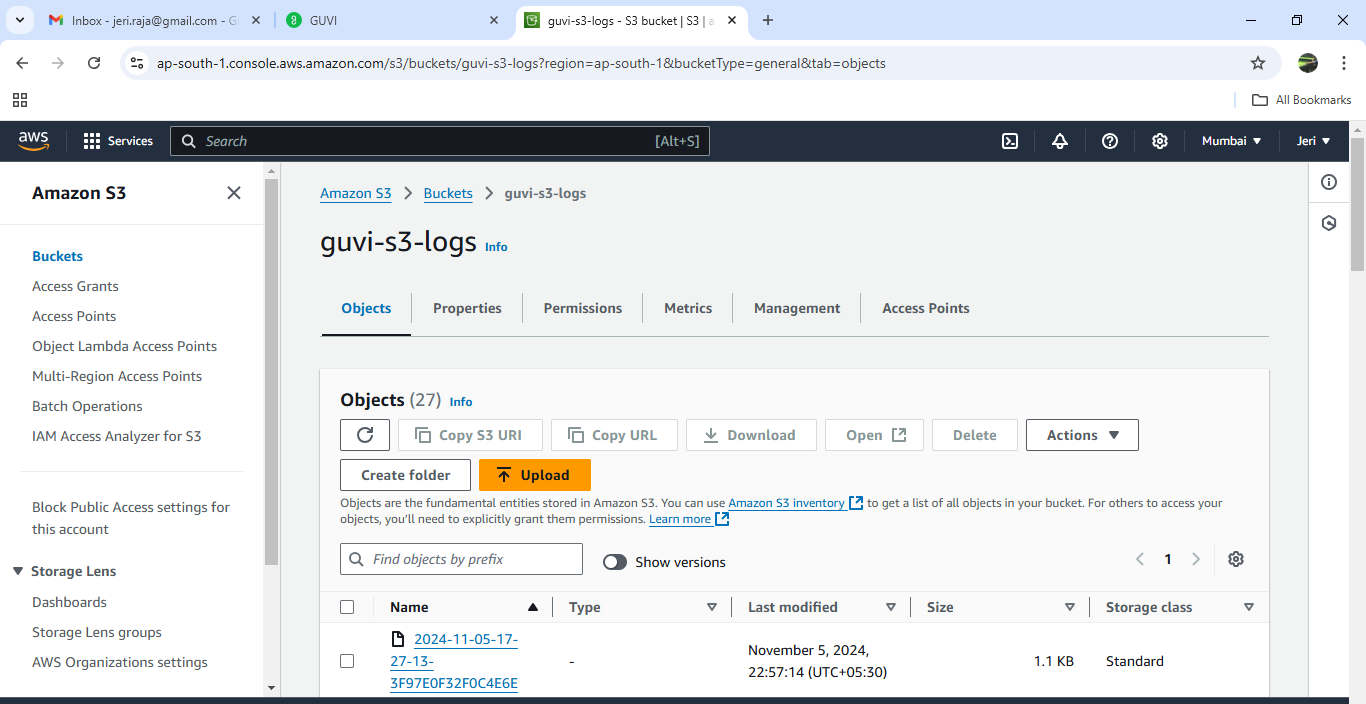 Inbox - jeri.raja@gmail.com - G
GUVI
guvi-s3-logs - S3 bucket | S3 | a
ap-south-1.console.aws.amazon.com/s3/buckets/guvi-s3-logs?region=ap-south-1&bucketType=general&tab=objects
All Bookmarks
aws
Services
Search
[Alt+S]
Mumbai
Jeri
Amazon S3
Buckets
Access Grants
Access Points
Object Lambda Access Points
Multi-Region Access Points
Batch Operations
IAM Access Analyzer for S3
Block Public Access settings for
this account
Storage Lens
Dashboards
Storage Lens groups
AWS Organizations settings
Amazon S3 > Buckets > guvi-s3-logs
guvi-s3-logs Info
Objects
Properties
Permissions
Metrics
Management
Access Points
Objects (27) Info
Copy S3 URI
Copy URL
Download
Open
Delete
Actions
Create folder
Upload
Objects are the fundamental entities stored in Amazon S3. You can use Amazon S3 inventory to get a list of all objects in your bucket. For others to access your
objects, you'll need to explicitly grant them permissions. Learn more
Find objects by prefix
Show versions
1
Name
Type
Last modified
Size
Storage class
2024-11-05-17-
27-13-
3F97E0F32F0C4E6E
-
November 5, 2024,
22:57:14 (UTC+05:30)
1.1 KB
Standard